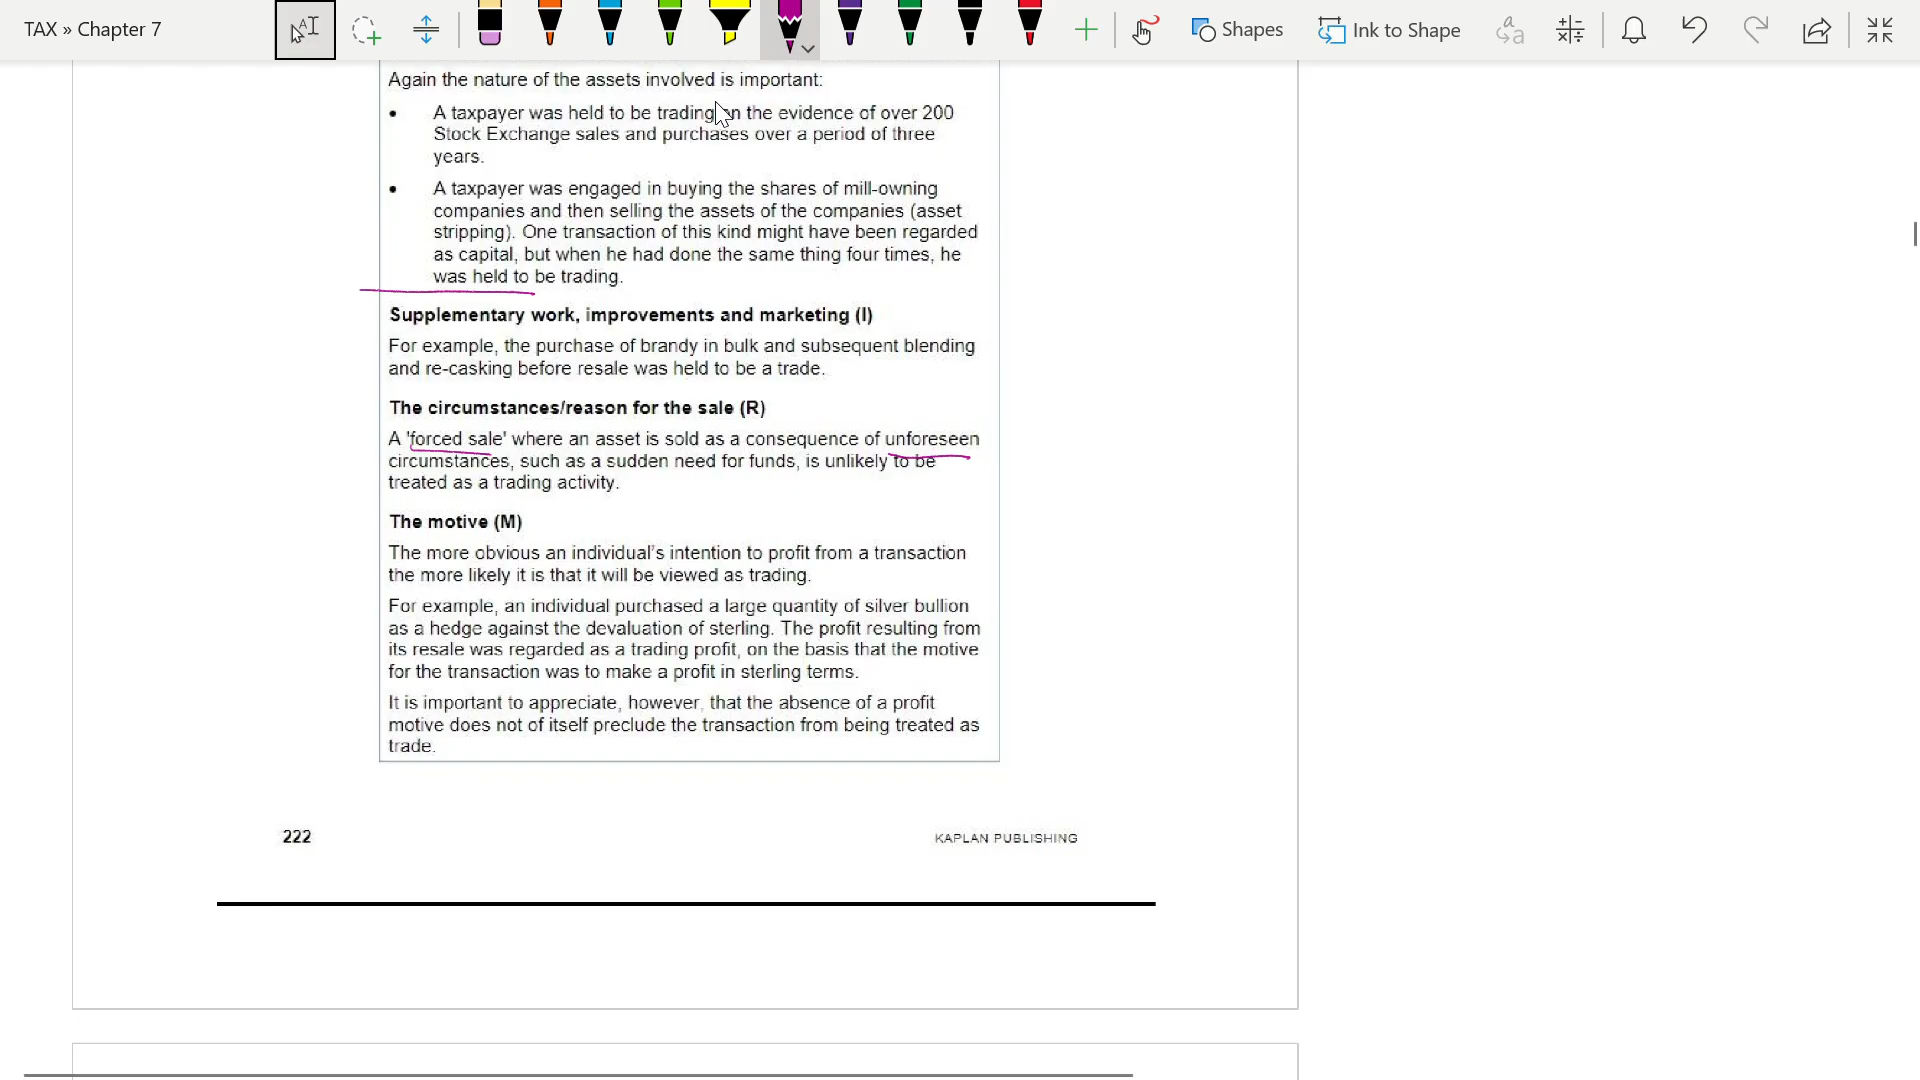 TAX » Chapter 7
Shapes
Ink to Shape
Again the nature of the assets involved is important:
• A taxpayer was held to be trading on the evidence of over 200
Stock Exchange sales and purchases over a period of three
years.
• A taxpayer was engaged in buying the shares of mill-owning
companies and then selling the assets of the companies (asset
stripping). One transaction of this kind might have been regarded
as capital, but when he had done the same thing four times, he
was held to be trading.
Supplementary work, improvements and marketing (I)
For example, the purchase of brandy in bulk and subsequent blending
and re-casking before resale was held to be a trade.
The circumstances/reason for the sale (R)
A 'forced sale' where an asset is sold as a consequence of unforeseen
circumstances, such as a sudden need for funds, is unlikely to be
treated as a trading activity.
The motive (M)
The more obvious an individual's intention to profit from a transaction
the more likely it is that it will be viewed as trading.
For example, an individual purchased a large quantity of silver bullion
as a hedge against the devaluation of sterling. The profit resulting from
its resale was regarded as a trading profit, on the basis that the motive
for the transaction was to make a profit in sterling terms.
It is important to appreciate, however, that the absence of a profit
motive does not of itself preclude the transaction from being treated as
trade.
222
KAPLAN PUBLISHING